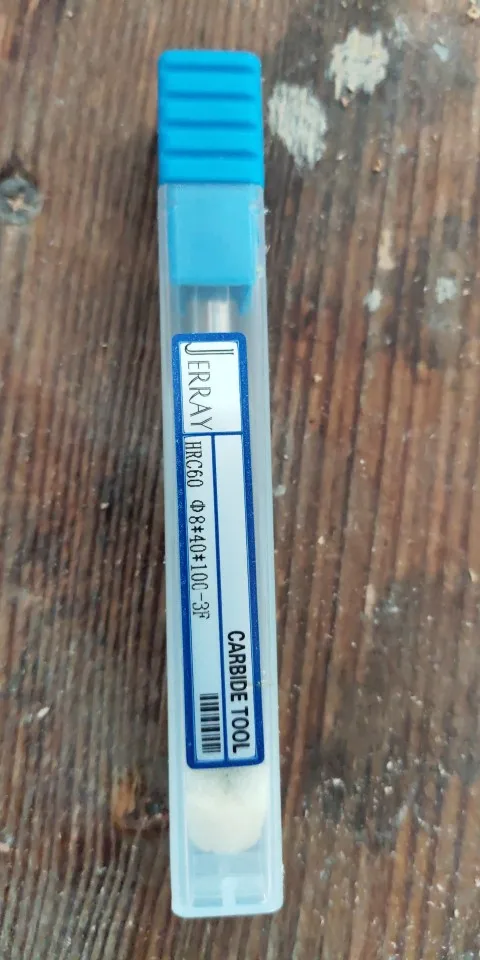 JERRAY
HRC60 Φ8*40*100-3F
CARBIDE TOOL